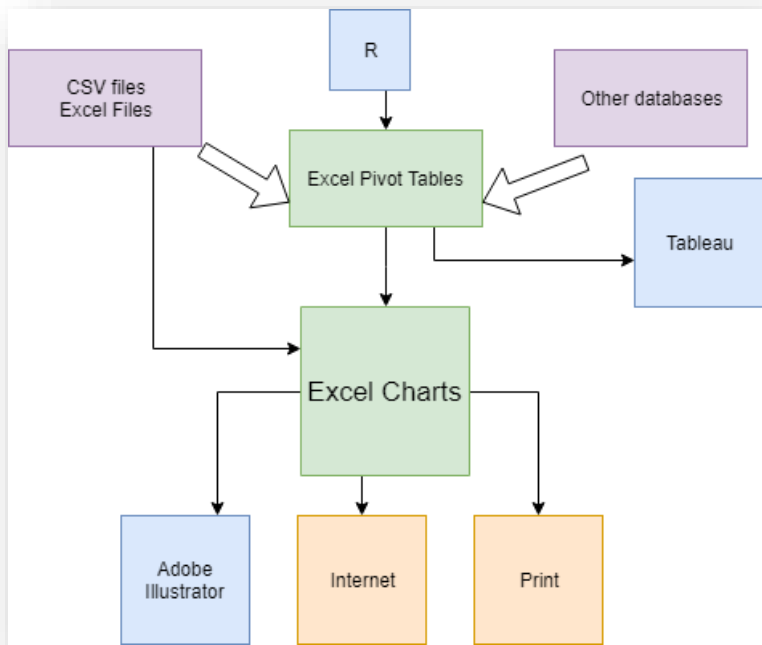 R
CSV files
Excel Files
Other databases
Excel Pivot Tables
Tableau
Excel Charts
Adobe
Illustrator
Internet
Print